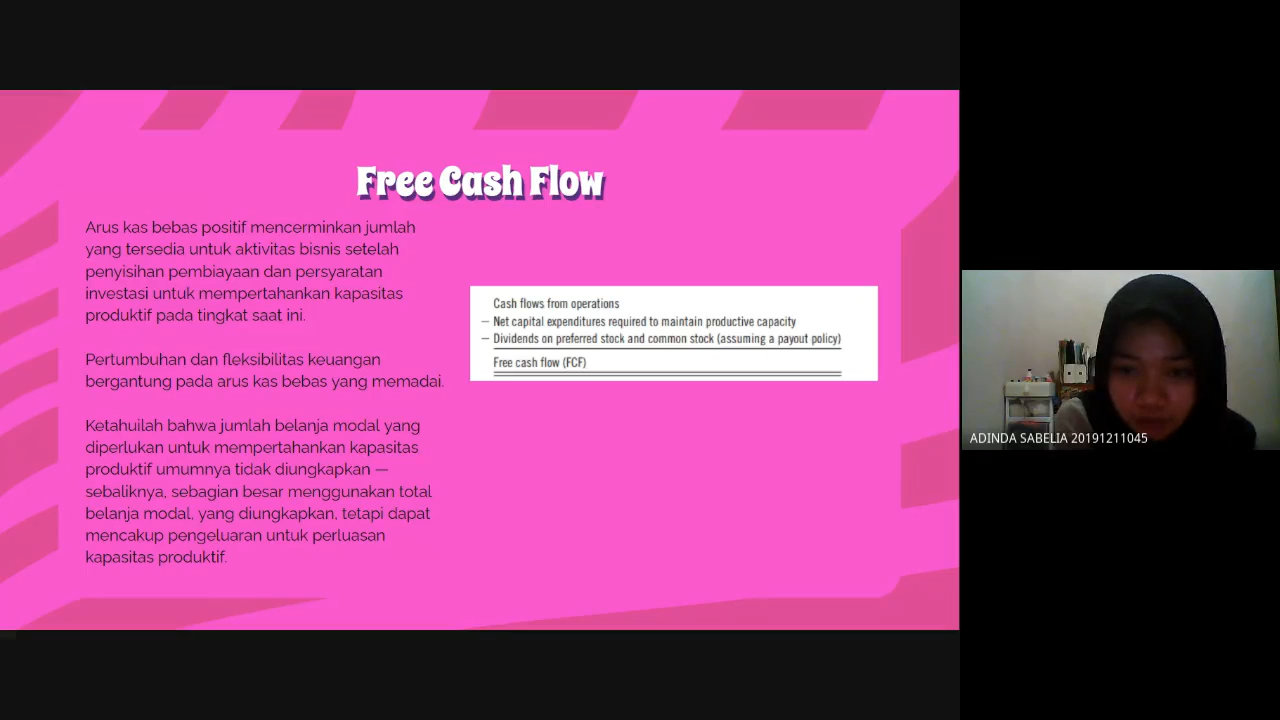 Free Cash Flow
Arus kas bebas positif mencerminkan jumlah
yang tersedia untuk aktivitas bisnis setelah
penyisihan pembiayaan dan persyaratan
investasi untuk mempertahankan kapasitas
produktif pada tingkat saat ini.
Pertumbuhan dan fleksibilitas keuangan
bergantung pada arus kas bebas yang memadai.
Ketahuilah bahwa jumlah belanja modal yang
diperlukan untuk mempertahankan kapasitas
produktif umumnya tidak diungkapkan —
sebaliknya, sebagian besar menggunakan total
belanja modal, yang diungkapkan, tetapi dapat
mencakup pengeluaran untuk perluasan
kapasitas produktif.
Cash flows from operations
– Net capital expenditures required to maintain productive capacity
– Dividends on preferred stock and common stock (assuming a payout policy)
Free cash flow (FCF)
ADINDA SABELIA 20191211045